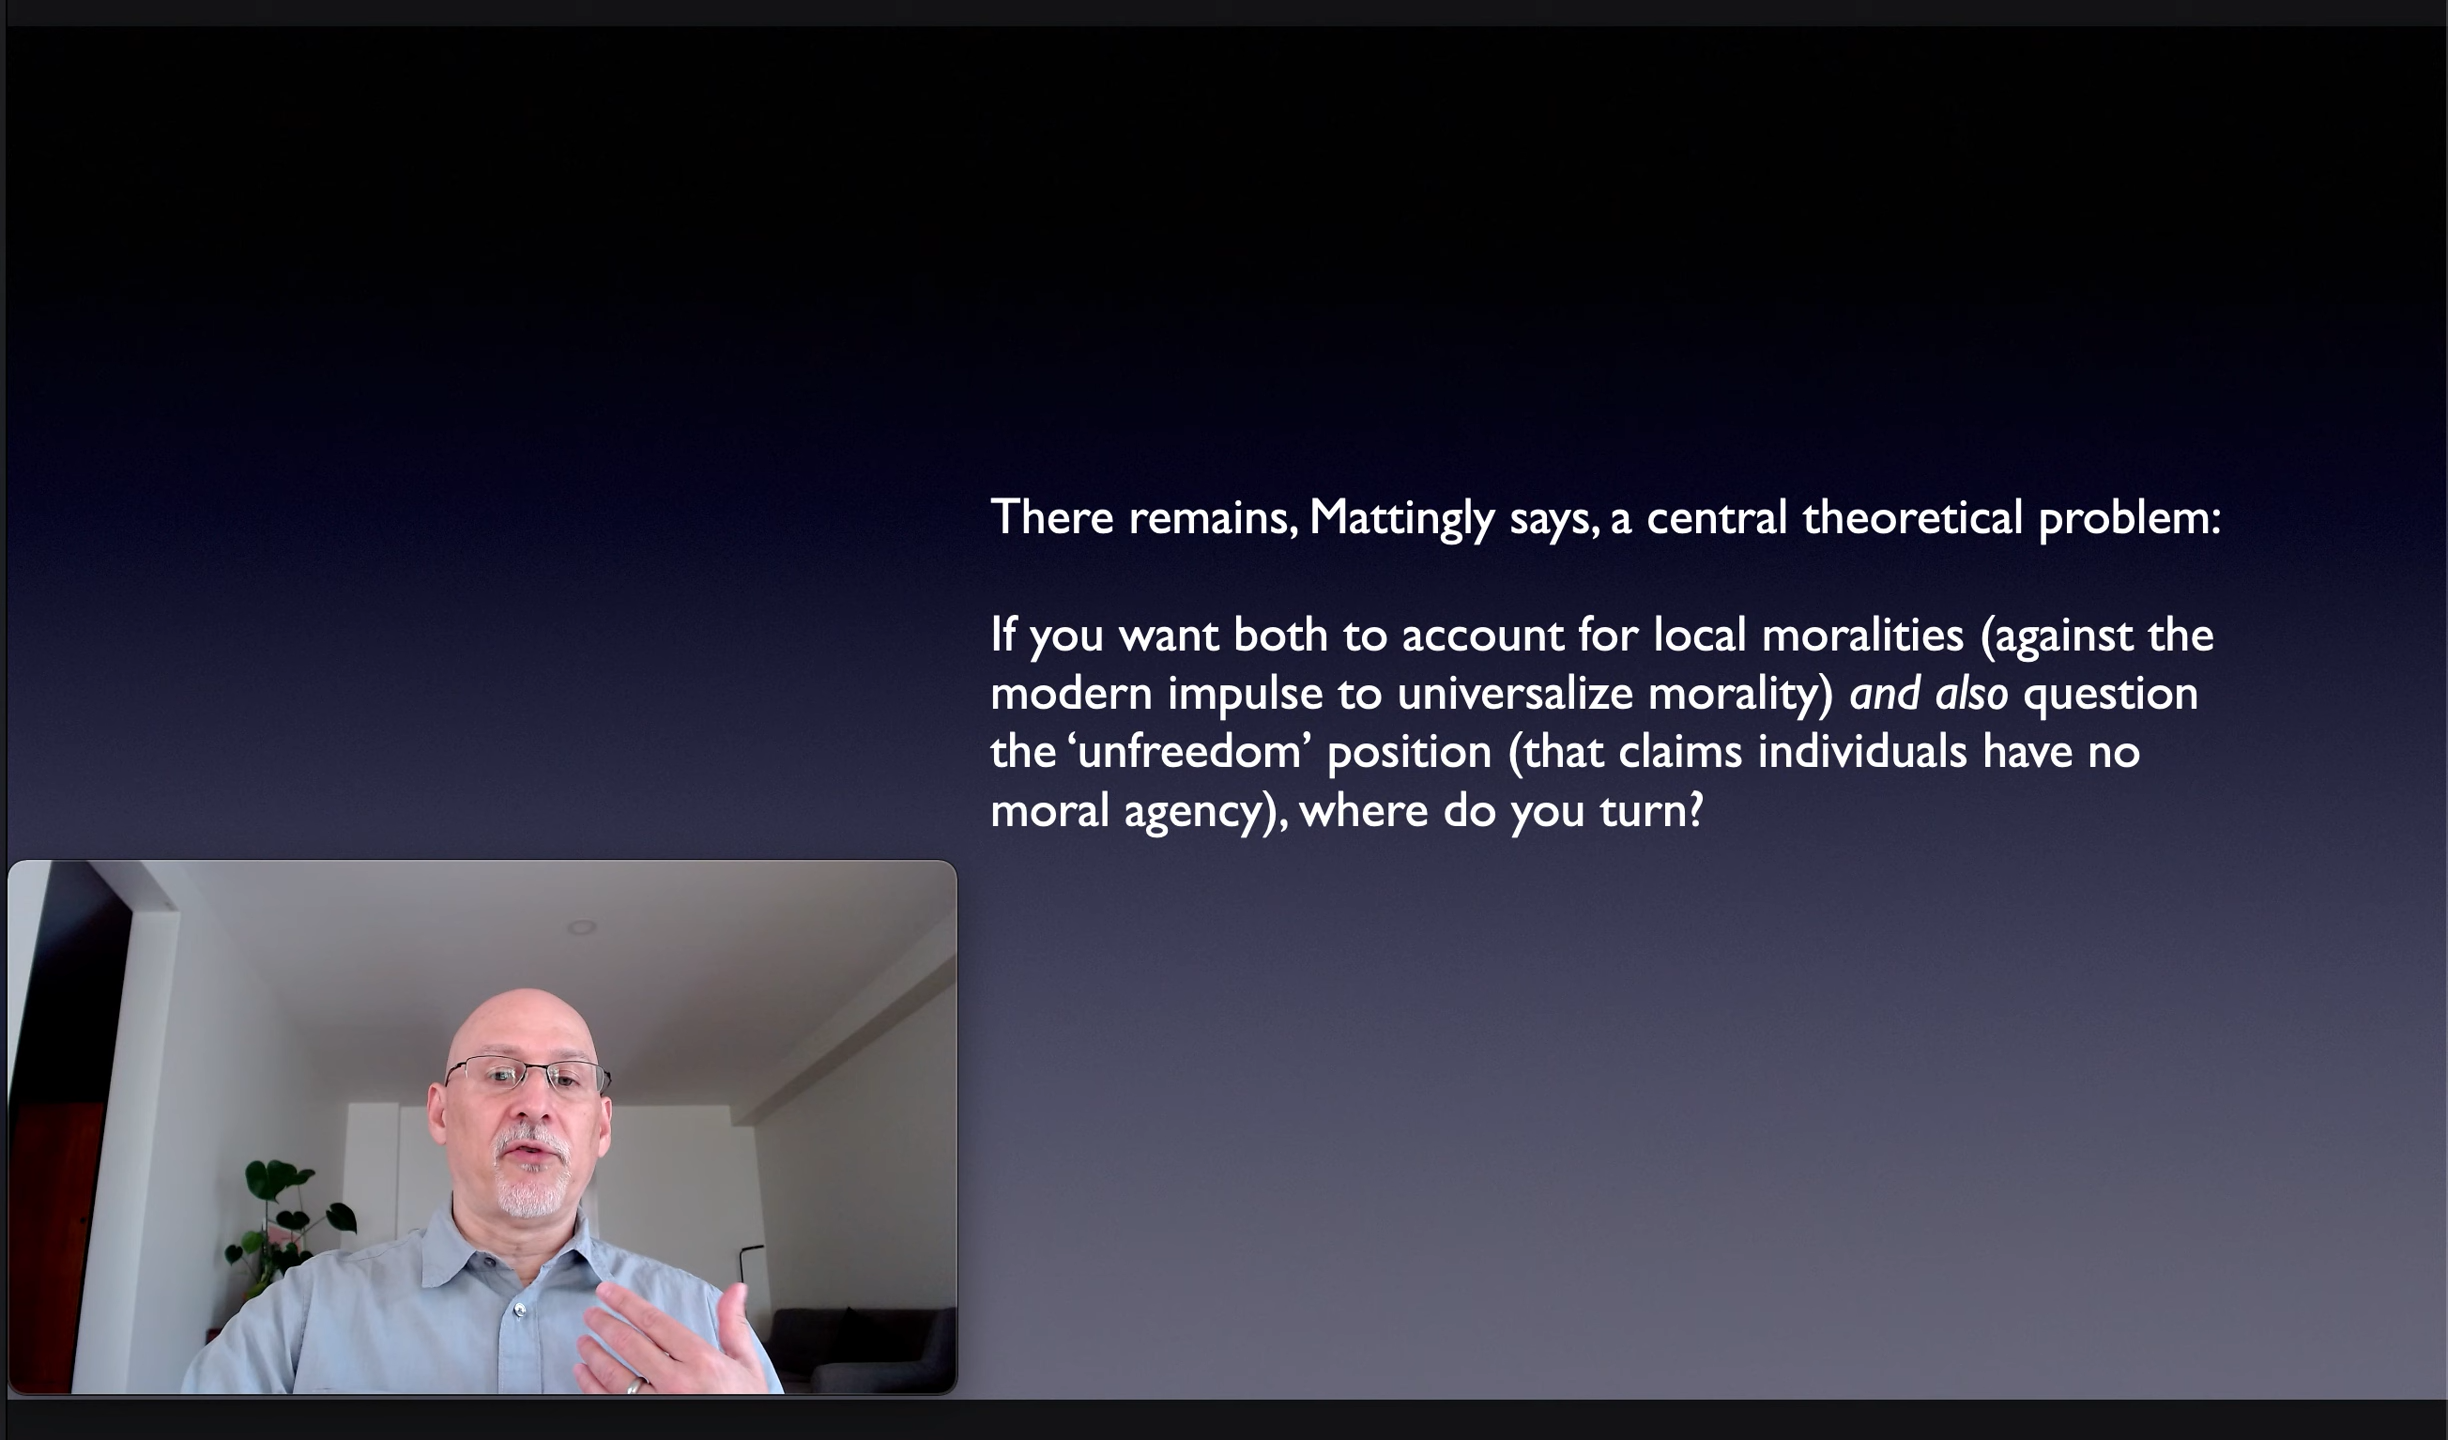 There remains, Mattingly says, a central theoretical problem:
If you want both to account for local moralities (against the
modern impulse to universalize morality) and also question
the ‘unfreedom’ position (that claims individuals have no
moral agency), where do you turn?